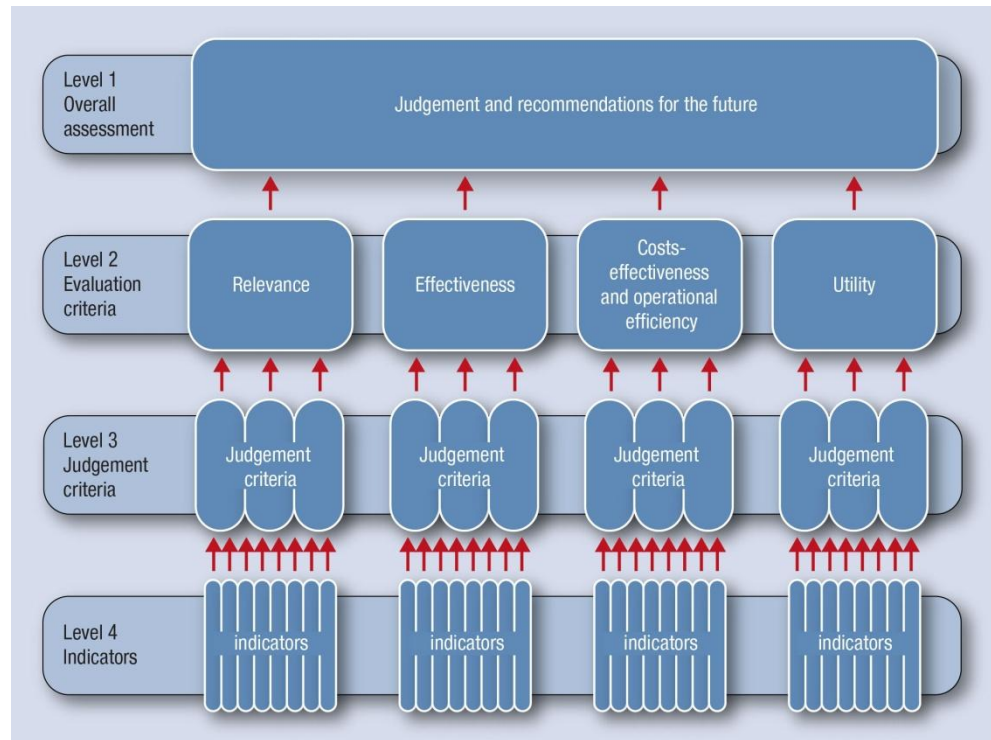 Level 1
Overall
assessment
Judgement and recommendations for the future
Level 2
Evaluation
criteria
Relevance
Effectiveness
Costs-
effectiveness
and operational
efficiency
Utility
Level 3
Judgement
criteria
Judgement
criteria
Judgement
criteria
Judgement
criteria
Judgement
criteria
Level 4
Indicators
indicators
indicators
indicators
indicators